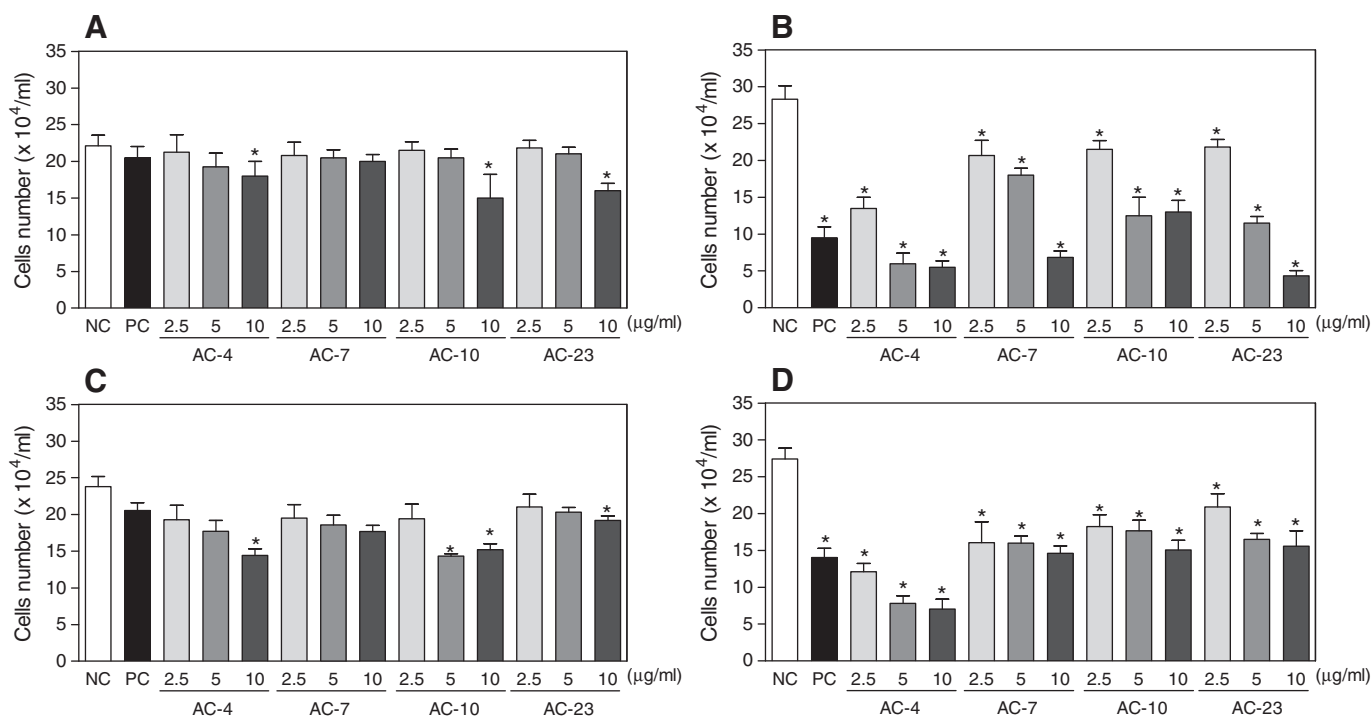 A
Cells number (x 10⁴/ml)
35
30
25
20
15
10
5
0
* * *
NC PC 2.5 5 10 2.5 5 10 2.5 5 10 2.5 5 10 (μg/ml)
AC-4 AC-7 AC-10 AC-23
B
Cells number (x 10⁴/ml)
35
30
25
20
15
10
5
0
* * * * * * * * * * * * *
NC PC 2.5 5 10 2.5 5 10 2.5 5 10 2.5 5 10 (μg/ml)
AC-4 AC-7 AC-10 AC-23
C
Cells number (x 10⁴/ml)
35
30
25
20
15
10
5
0
* * * *
NC PC 2.5 5 10 2.5 5 10 2.5 5 10 2.5 5 10 (μg/ml)
AC-4 AC-7 AC-10 AC-23
D
Cells number (x 10⁴/ml)
35
30
25
20
15
10
5
0
* * * * * * * * * * * * *
NC PC 2.5 5 10 2.5 5 10 2.5 5 10 2.5 5 10 (μg/ml)
AC-4 AC-7 AC-10 AC-23